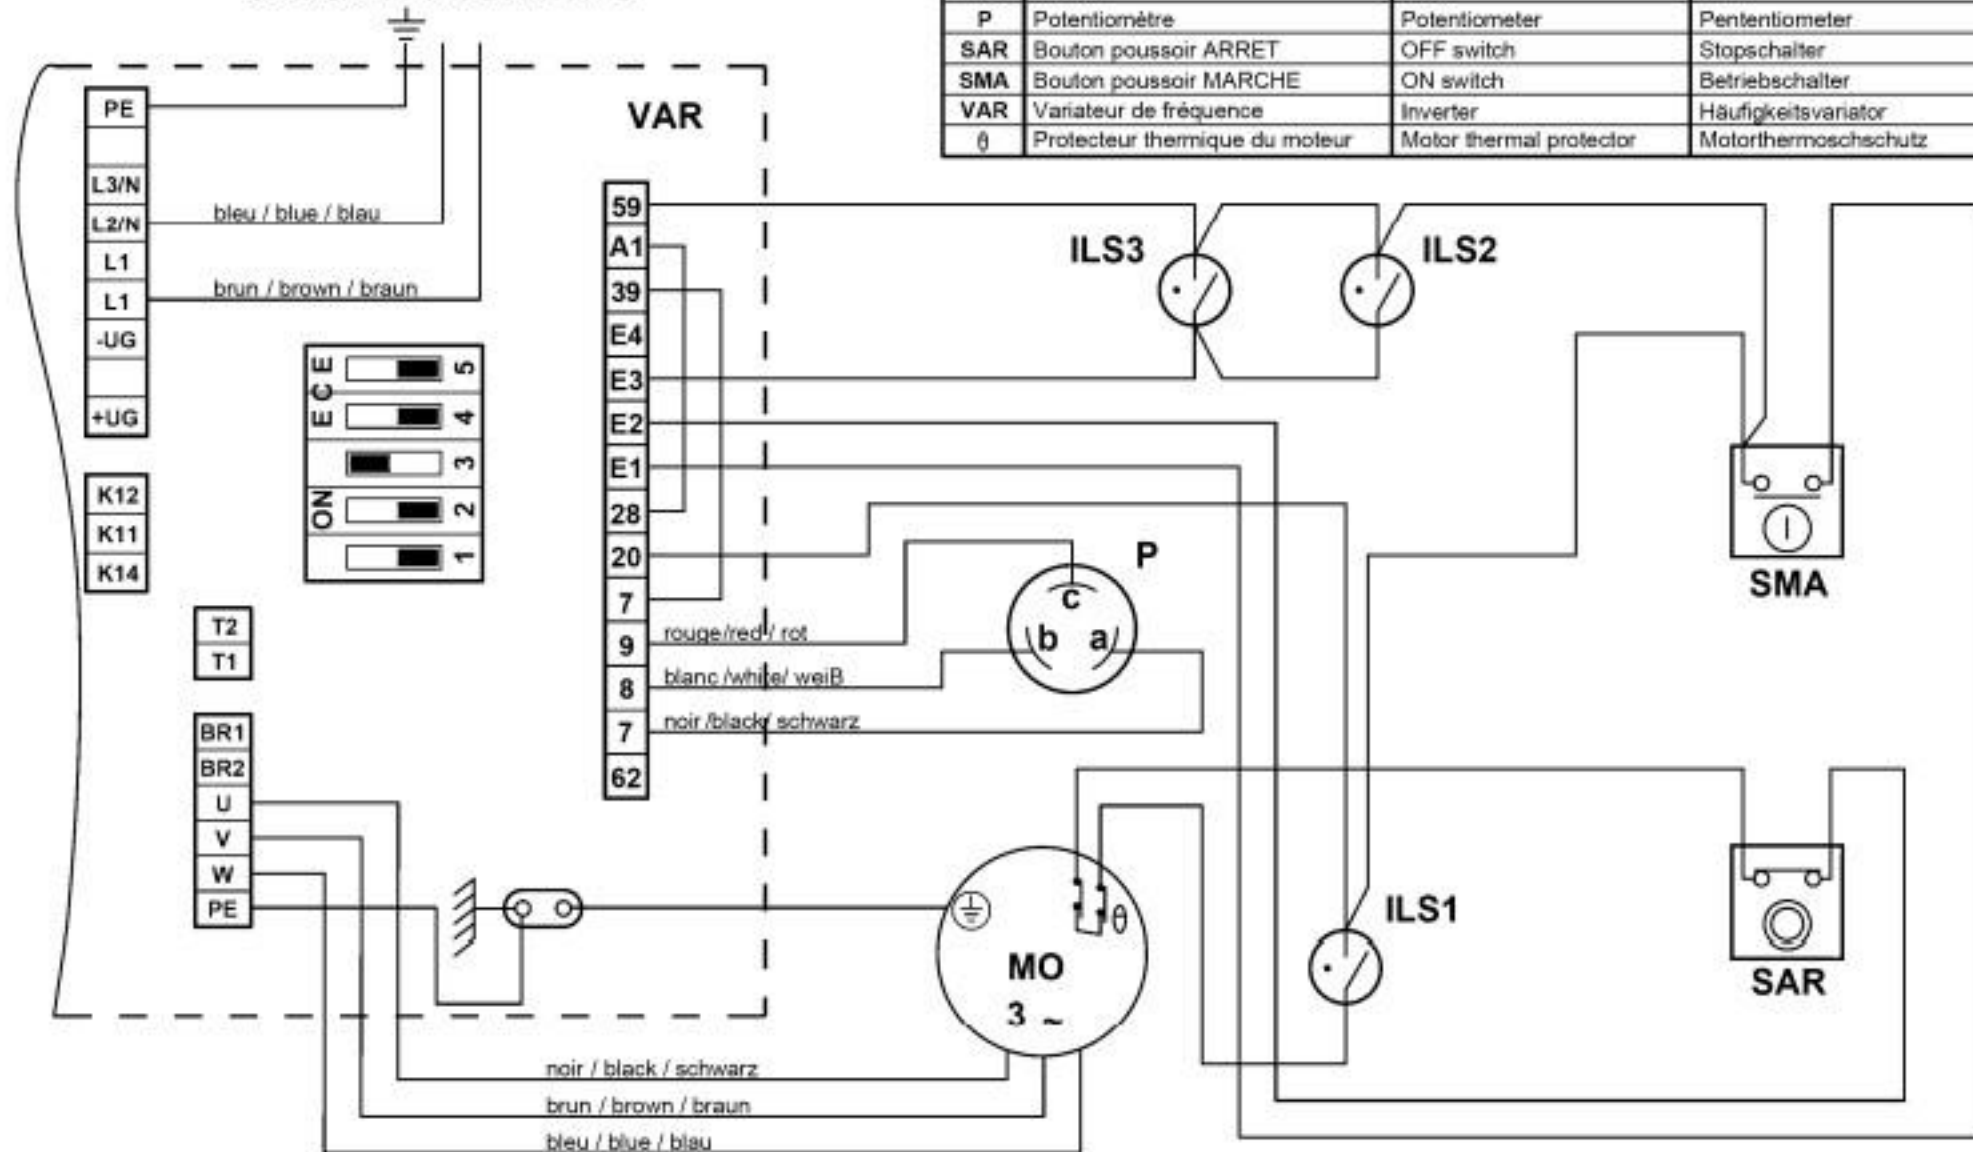 P Potentiomètre Potentiometer Pententiometer
SAR Bouton poussoir ARRET OFF switch Stopschalter
SMA Bouton poussoir MARCHE ON switch Betriebschalter
VAR Variateur de fréquence Inverter Häufigkeitsvariator
θ Protecteur thermique du moteur Motor thermal protector Motorthermoschschutz
VAR
PE
L3/N
L2/N
L1
L1
-UG
+UG
bleu / blue / blau
brun / brown / braun
K12
K11
K14
ECE
ON
5
4
3
2
1
T2
T1
BR1
BR2
U
V
W
PE
59
A1
39
E4
E3
E2
E1
28
20
7
9
8
7
62
rouge/red / rot
blanc /white/ weiB
noir /black/ schwarz
ILS3
ILS2
P
c
b a
SMA
ILS1
SAR
θ
MO
3 ~
noir / black / schwarz
brun / brown / braun
bleu / blue / blau